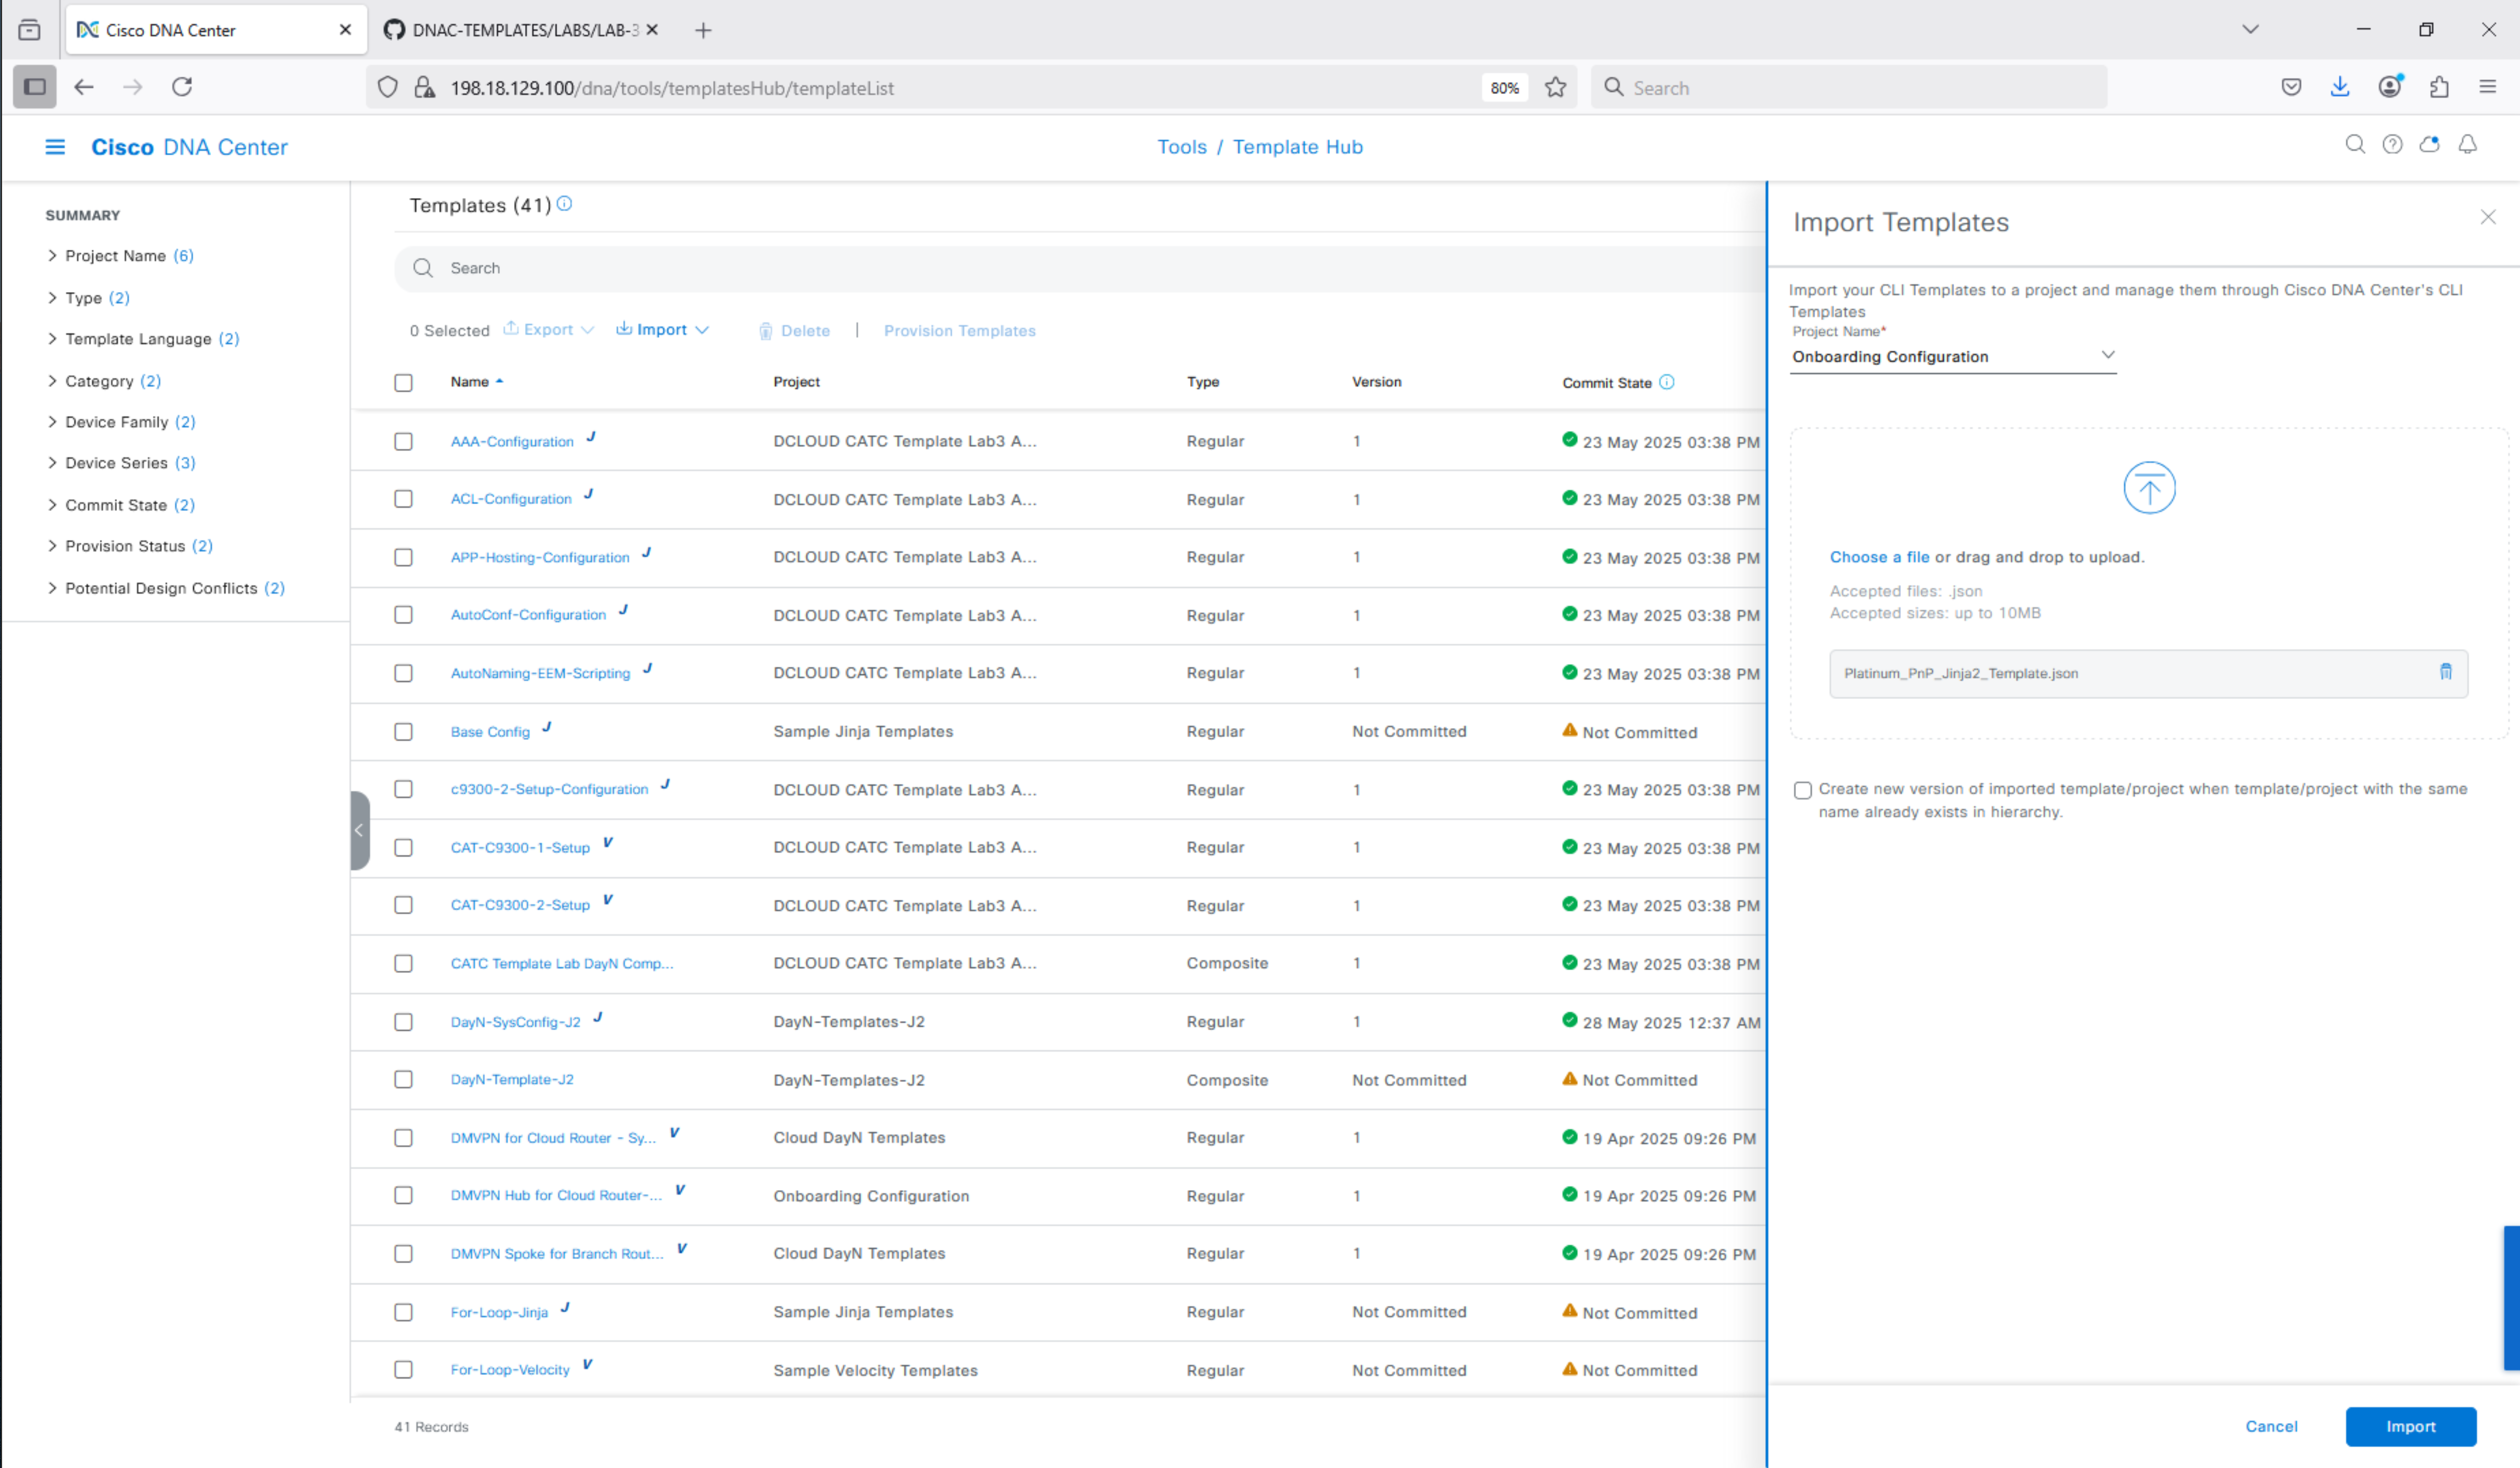 Cisco DNA Center
DNAC-TEMPLATES/LABS/LAB-3
198.18.129.100/dna/tools/templatesHub/templateList
80%
Search
Cisco DNA Center
Tools / Template Hub
SUMMARY
Project Name (6)
Type (2)
Template Language (2)
Category (2)
Device Family (2)
Device Series (3)
Commit State (2)
Provision Status (2)
Potential Design Conflicts (2)
Templates (41)
Search
0 Selected Export Import Delete | Provision Templates
Name Project Type Version Commit State
AAA-Configuration J DCLOUD CATC Template Lab3 A... Regular 1 23 May 2025 03:38 PM
ACL-Configuration J DCLOUD CATC Template Lab3 A... Regular 1 23 May 2025 03:38 PM
APP-Hosting-Configuration J DCLOUD CATC Template Lab3 A... Regular 1 23 May 2025 03:38 PM
AutoConf-Configuration J DCLOUD CATC Template Lab3 A... Regular 1 23 May 2025 03:38 PM
AutoNaming-EEM-Scripting J DCLOUD CATC Template Lab3 A... Regular 1 23 May 2025 03:38 PM
Base Config J Sample Jinja Templates Regular Not Committed Not Committed
c9300-2-Setup-Configuration J DCLOUD CATC Template Lab3 A... Regular 1 23 May 2025 03:38 PM
CAT-C9300-1-Setup V DCLOUD CATC Template Lab3 A... Regular 1 23 May 2025 03:38 PM
CAT-C9300-2-Setup V DCLOUD CATC Template Lab3 A... Regular 1 23 May 2025 03:38 PM
CATC Template Lab DayN Comp... DCLOUD CATC Template Lab3 A... Composite 1 23 May 2025 03:38 PM
DayN-SysConfig-J2 J DayN-Templates-J2 Regular 1 28 May 2025 12:37 AM
DayN-Template-J2 DayN-Templates-J2 Composite Not Committed Not Committed
DMVPN for Cloud Router - Sy... V Cloud DayN Templates Regular 1 19 Apr 2025 09:26 PM
DMVPN Hub for Cloud Router-... V Onboarding Configuration Regular 1 19 Apr 2025 09:26 PM
DMVPN Spoke for Branch Rout... V Cloud DayN Templates Regular 1 19 Apr 2025 09:26 PM
For-Loop-Jinja J Sample Jinja Templates Regular Not Committed Not Committed
For-Loop-Velocity V Sample Velocity Templates Regular Not Committed Not Committed
41 Records
Import Templates
Import your CLI Templates to a project and manage them through Cisco DNA Center's CLI
Templates
Project Name*
Onboarding Configuration
Choose a file or drag and drop to upload.
Accepted files: .json
Accepted sizes: up to 10MB
Platinum_PnP_Jinja2_Template.json
Create new version of imported template/project when template/project with the same
name already exists in hierarchy.
Cancel Import